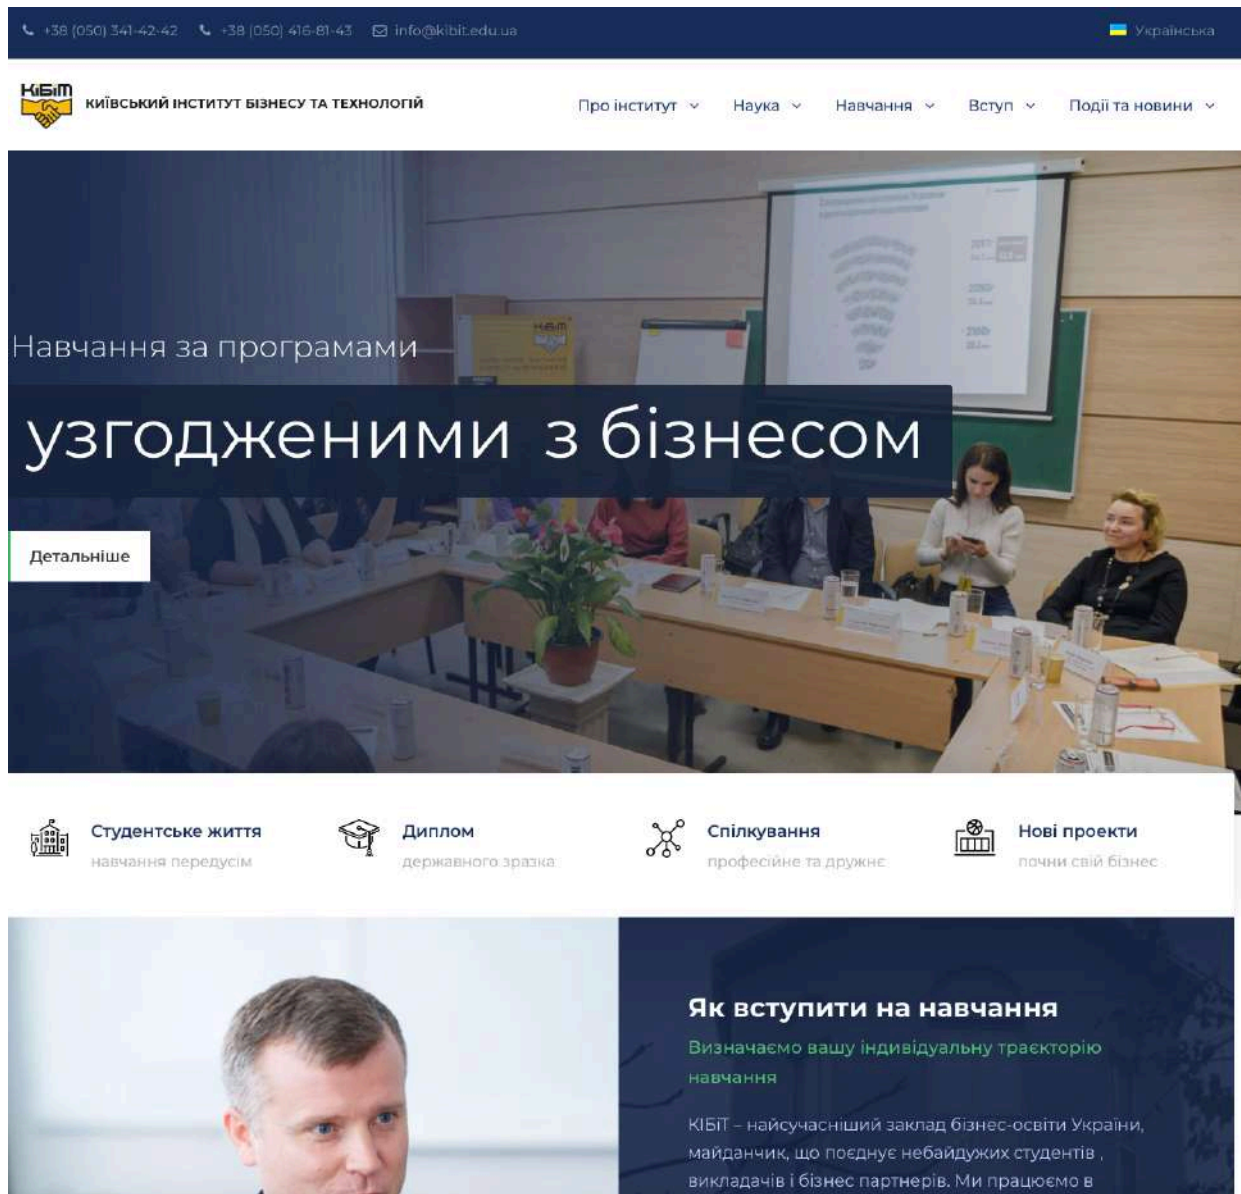 +38 (050) 341-42-42 +38 (050) 416-81-43 info@kibit.edu.ua Українська
КіБіТ
КИЇВСЬКИЙ ІНСТИТУТ БІЗНЕСУ ТА ТЕХНОЛОГІЙ Про інститут Наука Навчання Вступ Події та новини
КіБіТ
Навчання за програмами
узгодженими з бізнесом
Детальніше
Студентське життя Диплом Спілкування Нові проекти
навчання передусім державного зразка професійне та дружнє почни свій бізнес
Як вступити на навчання
Визначаємо вашу індивідуальну траєкторію
навчання
КІБіТ – найсучасніший заклад бізнес-освіти України,
майданчик, що поєднує небайдужих студентів ,
викладачів і бізнес партнерів. Ми працюємо в